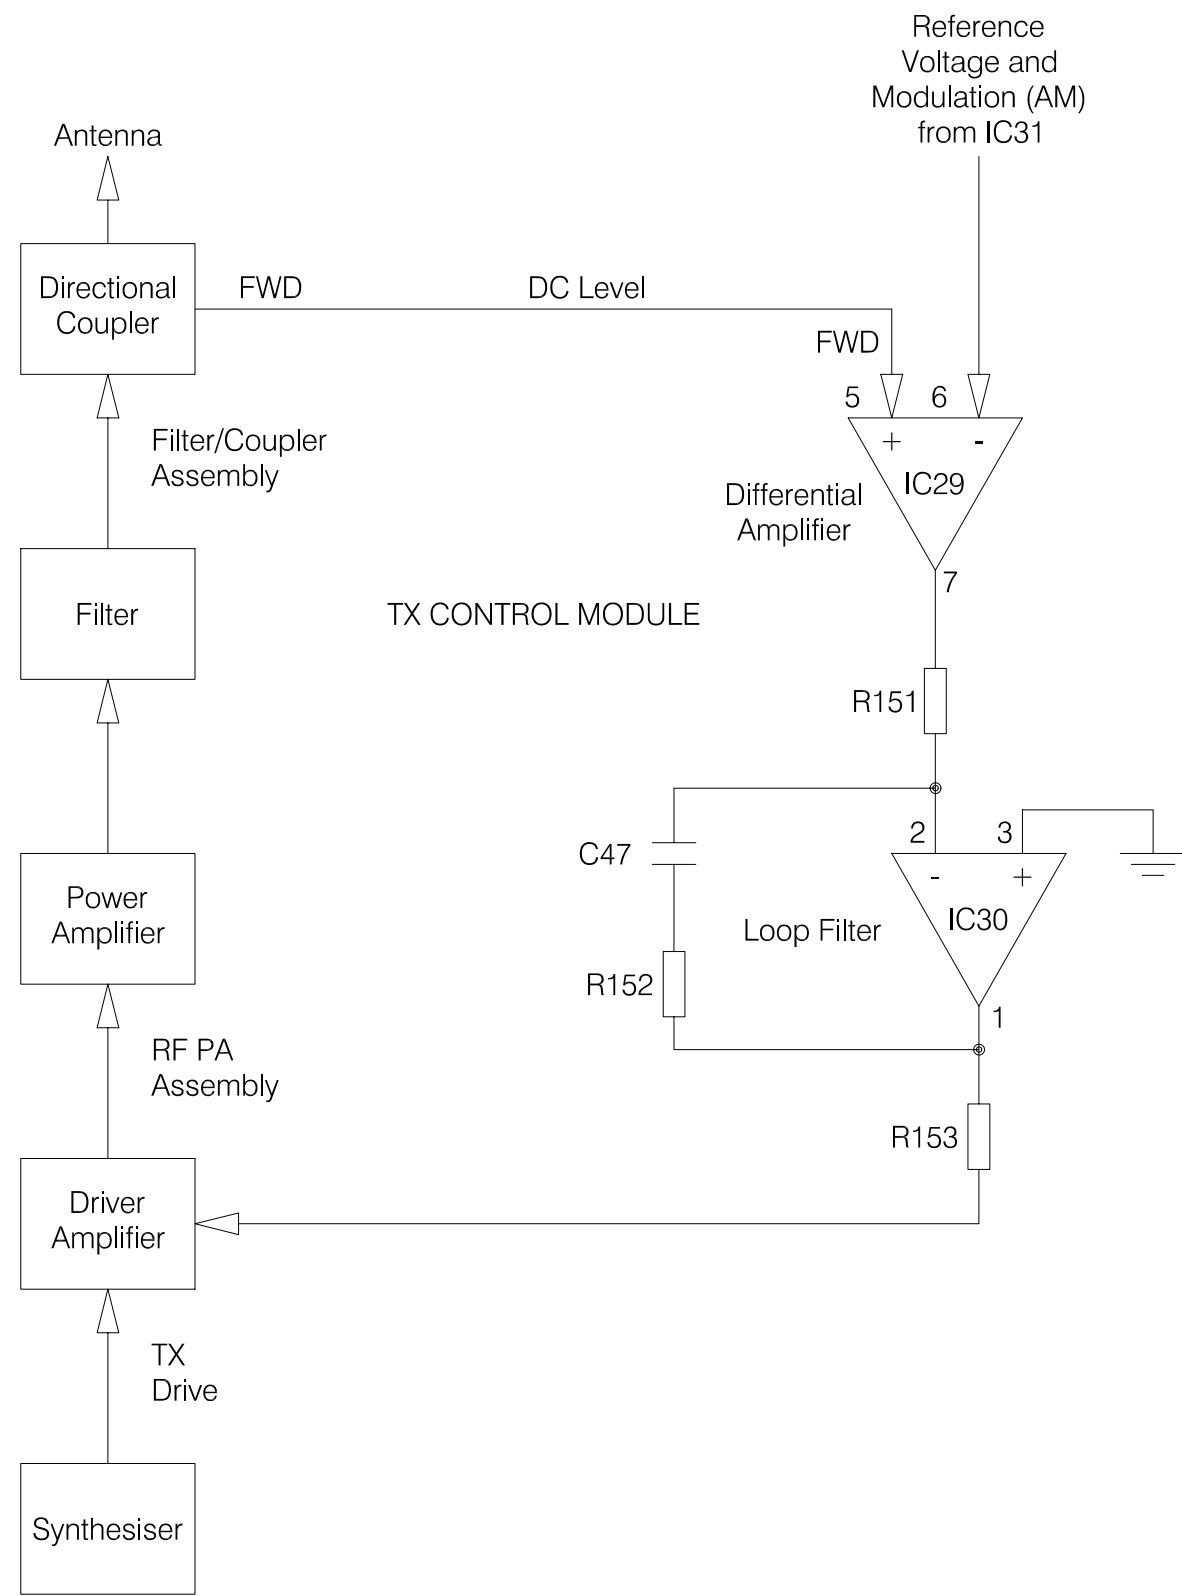 Reference
Voltage and
Modulation (AM)
from IC31
Antenna
Directional
Coupler
FWD
DC Level
FWD
5
6
+
-
IC29
Filter/Coupler
Assembly
Differential
Amplifier
7
Filter
TX CONTROL MODULE
R151
2
3
C47
-
+
IC30
Power
Amplifier
Loop Filter
R152
1
RF PA
Assembly
R153
Driver
Amplifier
TX
Drive
Synthesiser